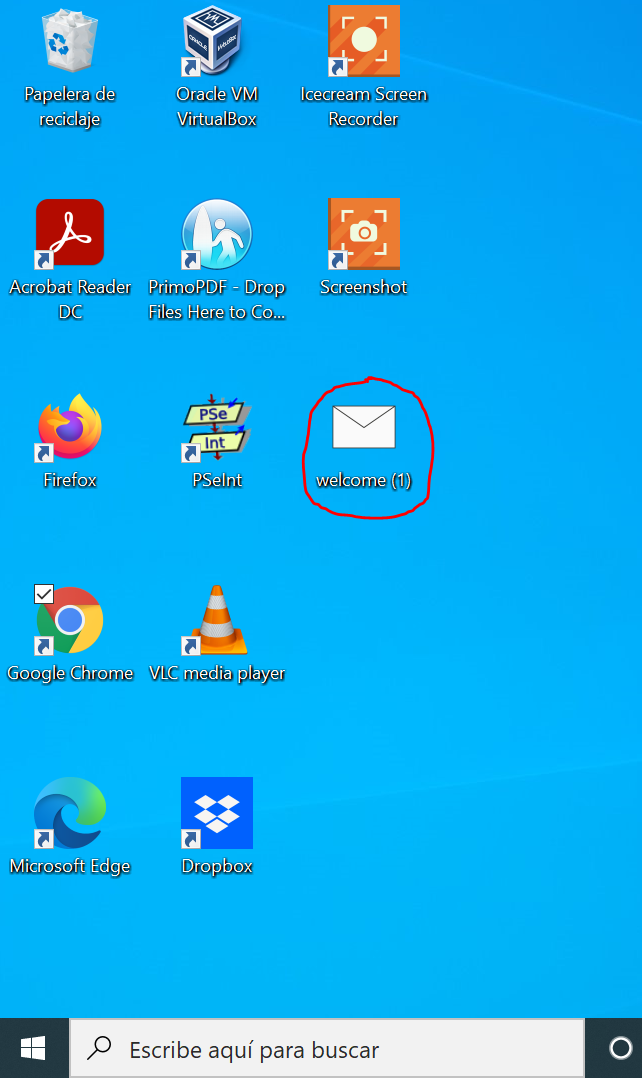 Papelera de
reciclaje
Oracle VM
VirtualBox
Icecream Screen
Recorder
Acrobat Reader
DC
PrimoPDF - Drop
Files Here to Co...
Screenshot
Firefox
PSe
Int
PSeInt
welcome (1)
Google Chrome
VLC media player
Microsoft Edge
Dropbox
Escribe aquí para buscar